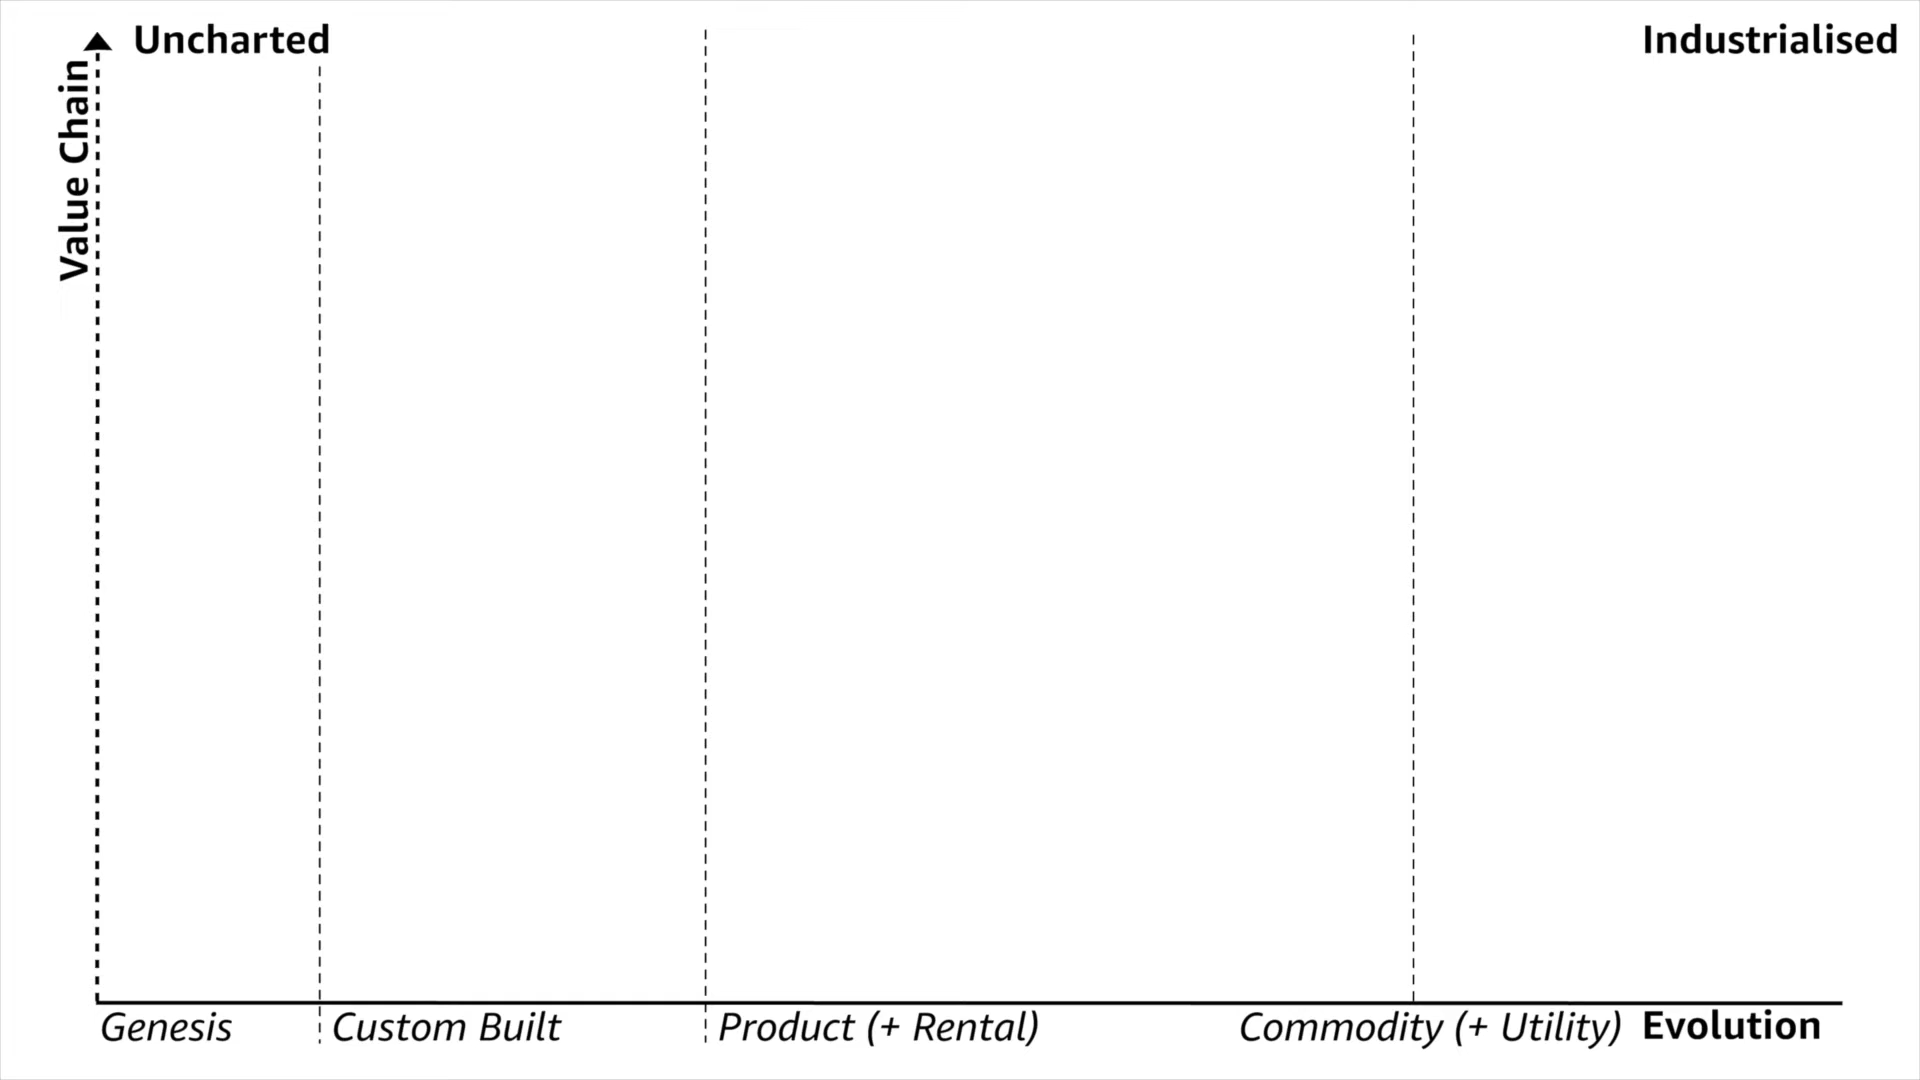 Uncharted
Industrialised
Value Chain
Genesis
Custom Built
Product (+ Rental)
Commodity (+ Utility)
Evolution